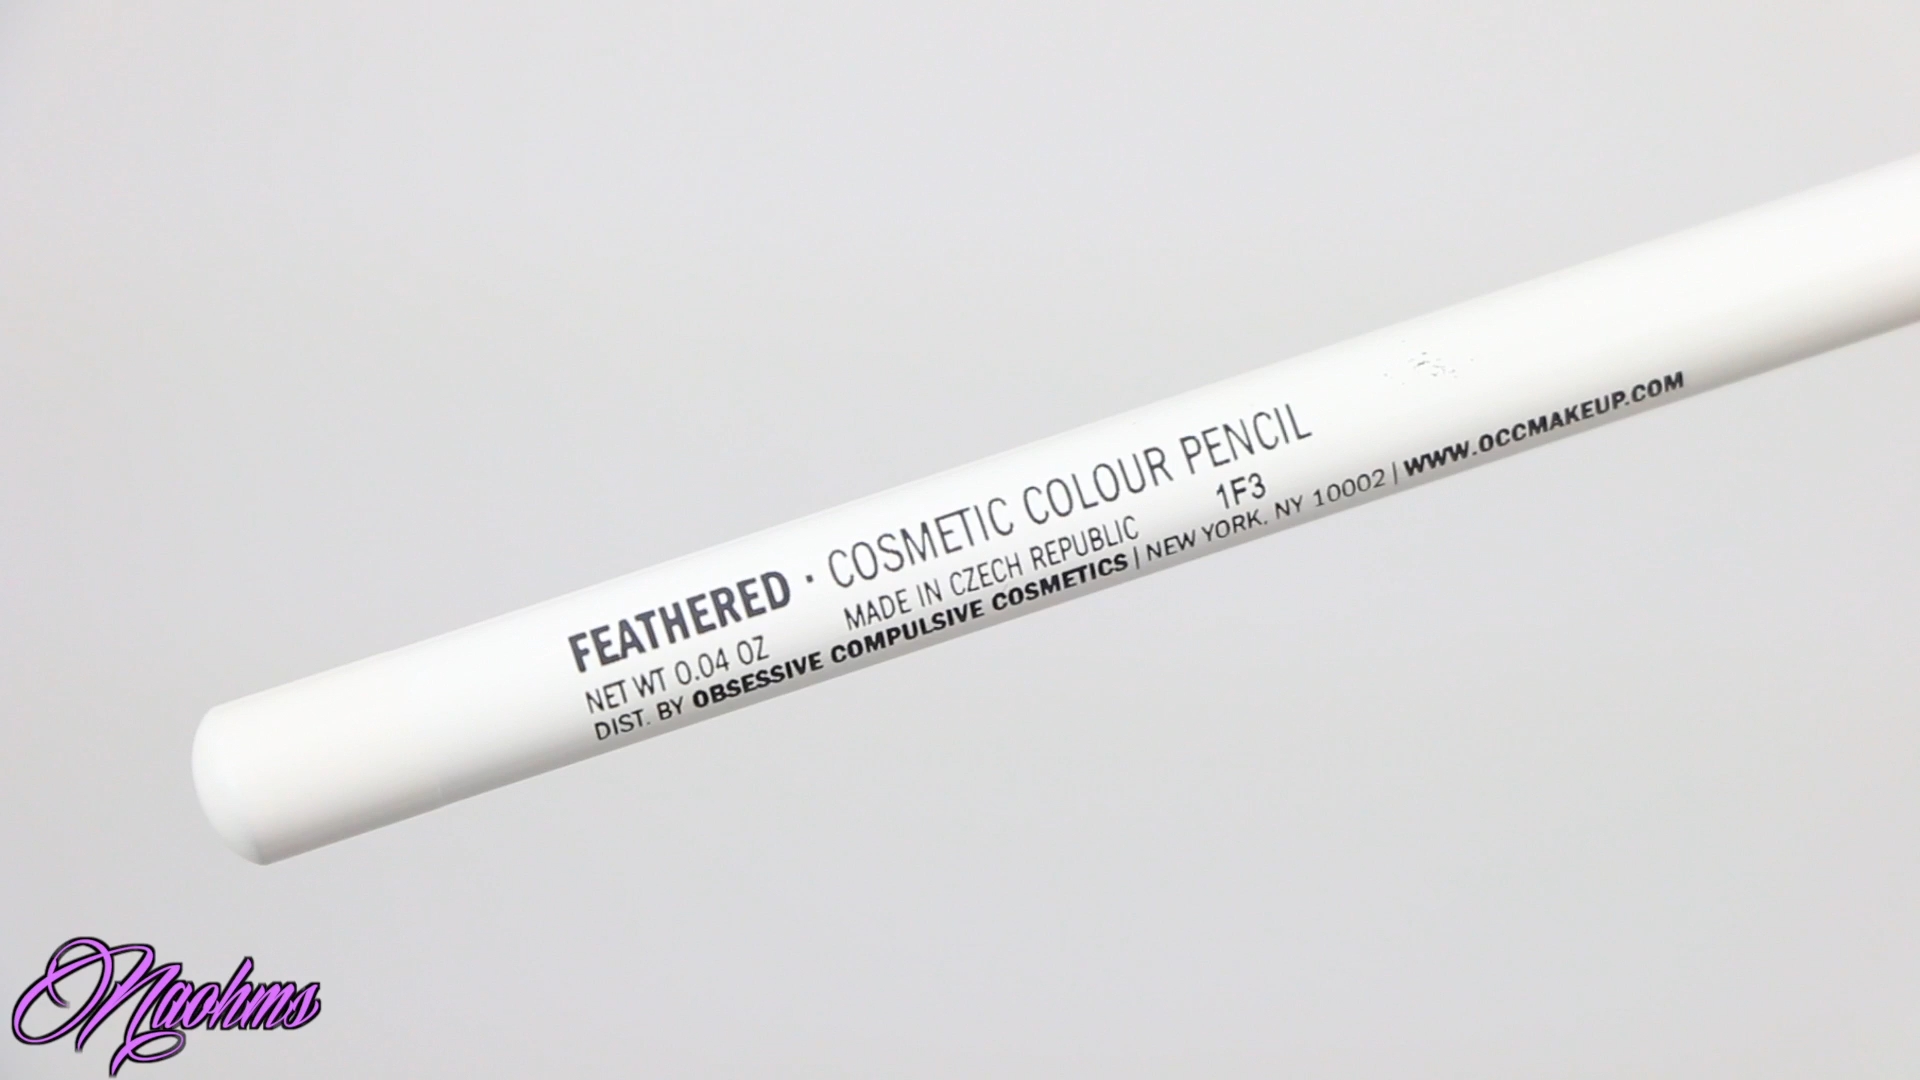 FEATHERED · COSMETIC COLOUR PENCIL
NET WT 0.04 OZ MADE IN CZECH REPUBLIC 1F3
DIST. BY OBSESSIVE COMPULSIVE COSMETICS | NEW YORK, NY 10002 | WWW.OCCMAKEUP.COM
Naohms